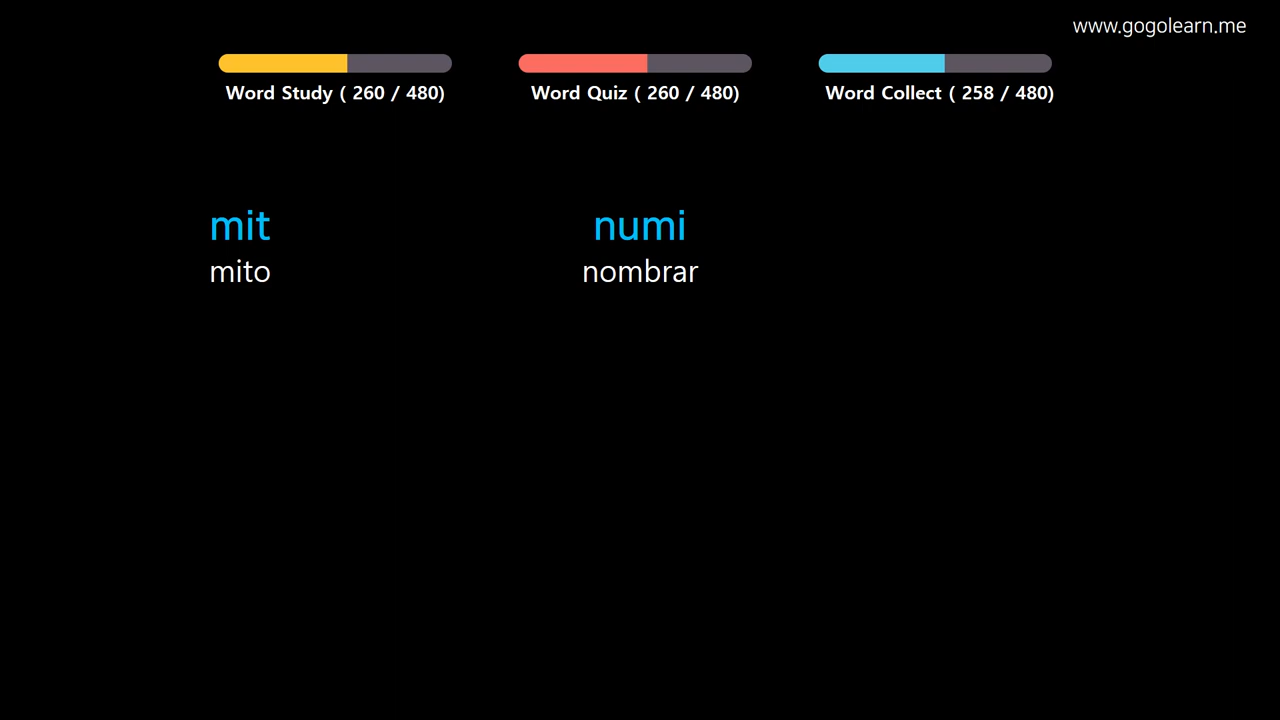 www.gogolearn.me
Word Study ( 260 / 480)
Word Quiz ( 260 / 480)
Word Collect ( 258 / 480)
mit
mito
numi
nombrar